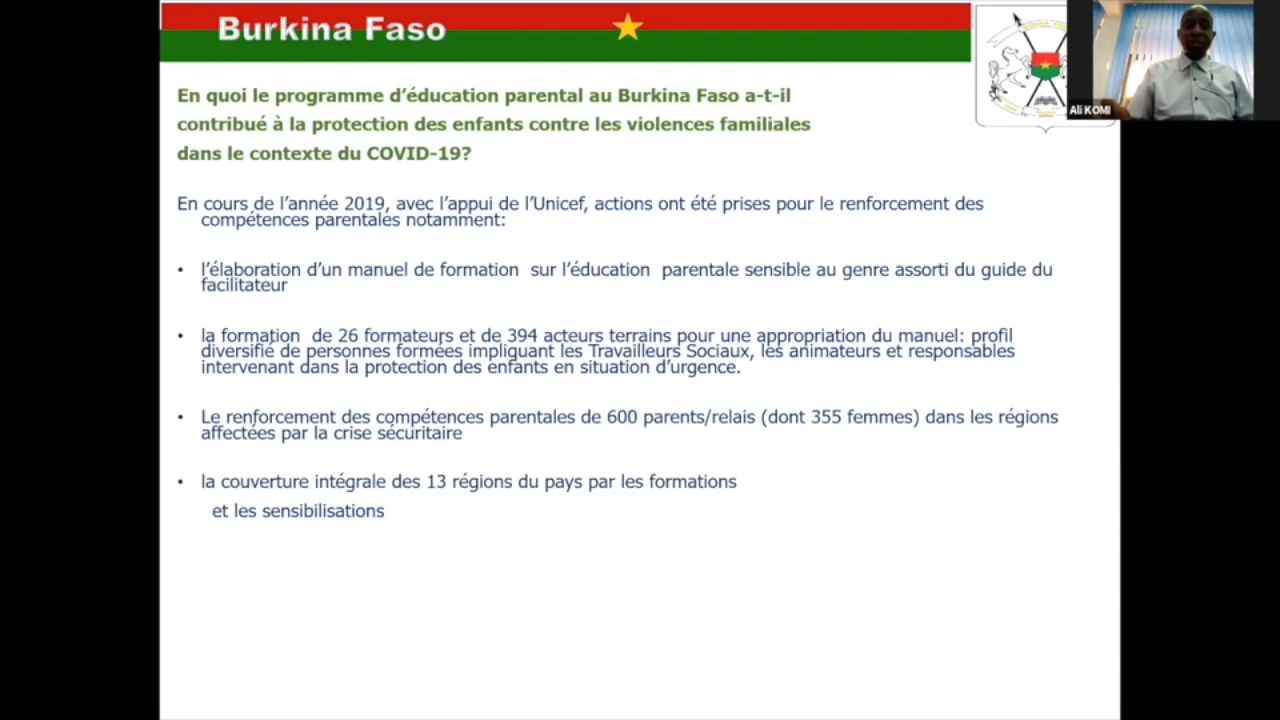 Burkina Faso
Ali KOMI
En quoi le programme d’éducation parental au Burkina Faso a-t-il
contribué à la protection des enfants contre les violences familiales
dans le contexte du COVID-19?
En cours de l’année 2019, avec l’appui de l’Unicef, actions ont été prises pour le renforcement des
compétences parentales notamment:
• l’élaboration d’un manuel de formation  sur l’éducation  parentale sensible au genre assorti du guide du
facilitateur
• la formation  de 26 formateurs et de 394 acteurs terrains pour une appropriation du manuel: profil
diversifié de personnes formées impliquant les Travailleurs Sociaux, les animateurs et responsables
intervenant dans la protection des enfants en situation d’urgence.
• Le renforcement des compétences parentales de 600 parents/relais (dont 355 femmes) dans les régions
affectées par la crise sécuritaire
• la couverture intégrale des 13 régions du pays par les formations
et les sensibilisations